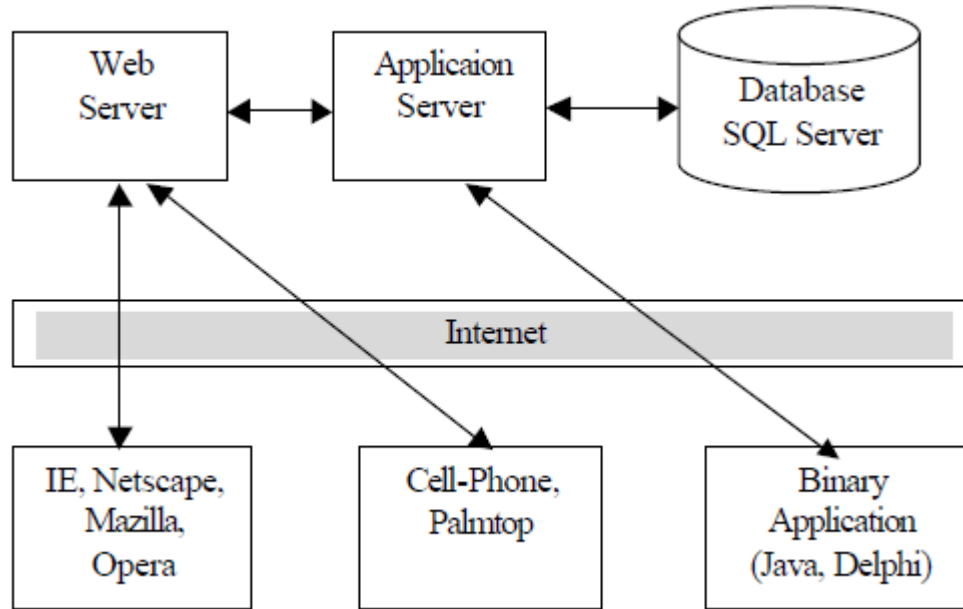 Web
Server
Applicaion
Server
Database
SQL Server
Internet
IE, Netscape,
Mazilla,
Opera
Cell-Phone,
Palmtop
Binary
Application
(Java, Delphi)